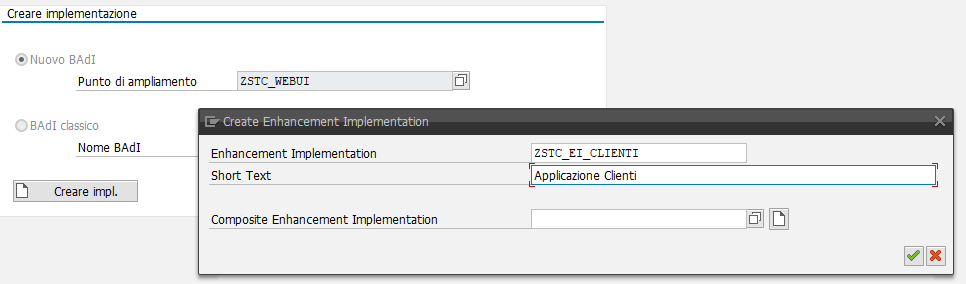 Creare implementazione
Nuovo BAdI
Punto di ampliamento ZSTC_WEBUI
BAdI classico
Nome BAdI
Creare impl.
Create Enhancement Implementation
Enhancement Implementation ZSTC_EI_CLIENTI
Short Text Applicazione Clienti
Composite Enhancement Implementation